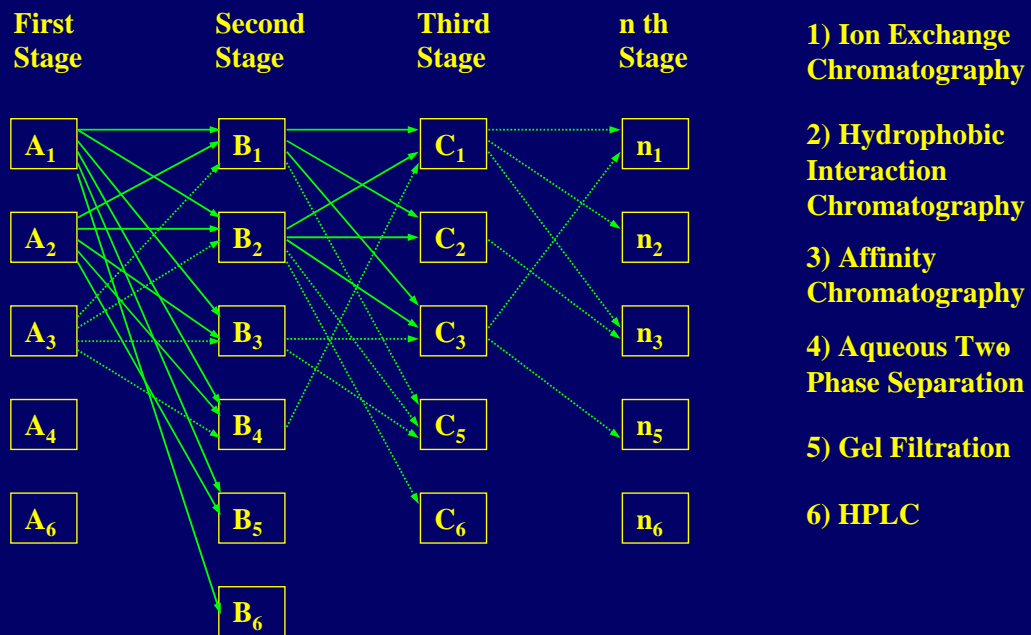 First Stage
Second Stage
Third Stage
n th Stage
A₁ B₁ C₁ n₁
A₂ B₂ C₂ n₂
A₃ B₃ C₃ n₃
A₄ B₄ C₅ n₅
A₆ B₅ C₆ n₆
B₆
1) Ion Exchange
Chromatography
2) Hydrophobic
Interaction
Chromatography
3) Affinity
Chromatography
4) Aqueous Two
Phase Separation
5) Gel Filtration
6) HPLC